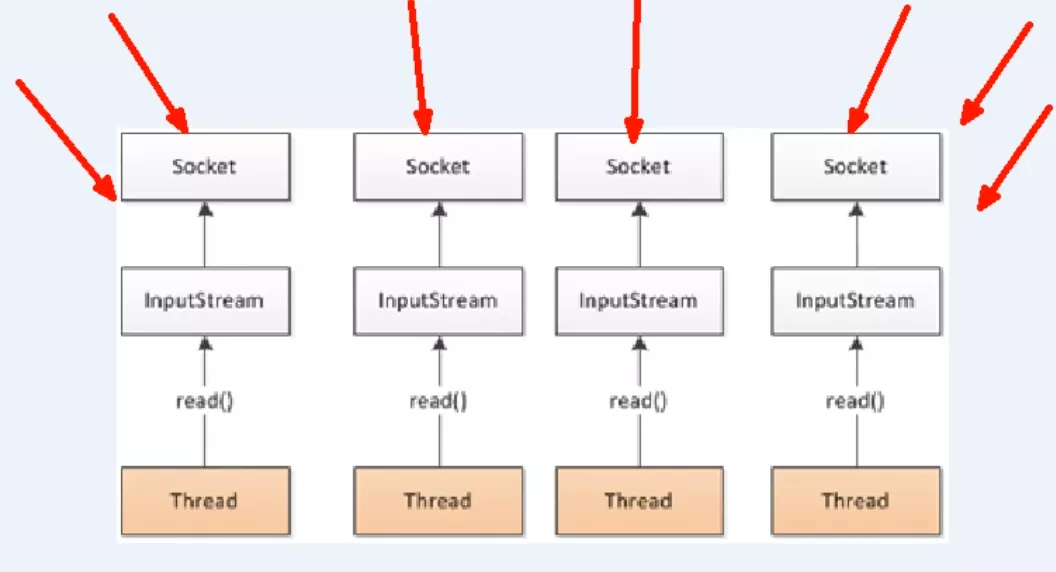 Socket Socket Socket Socket
InputStream InputStream InputStream InputStream
read() read() read() read()
Thread Thread Thread Thread